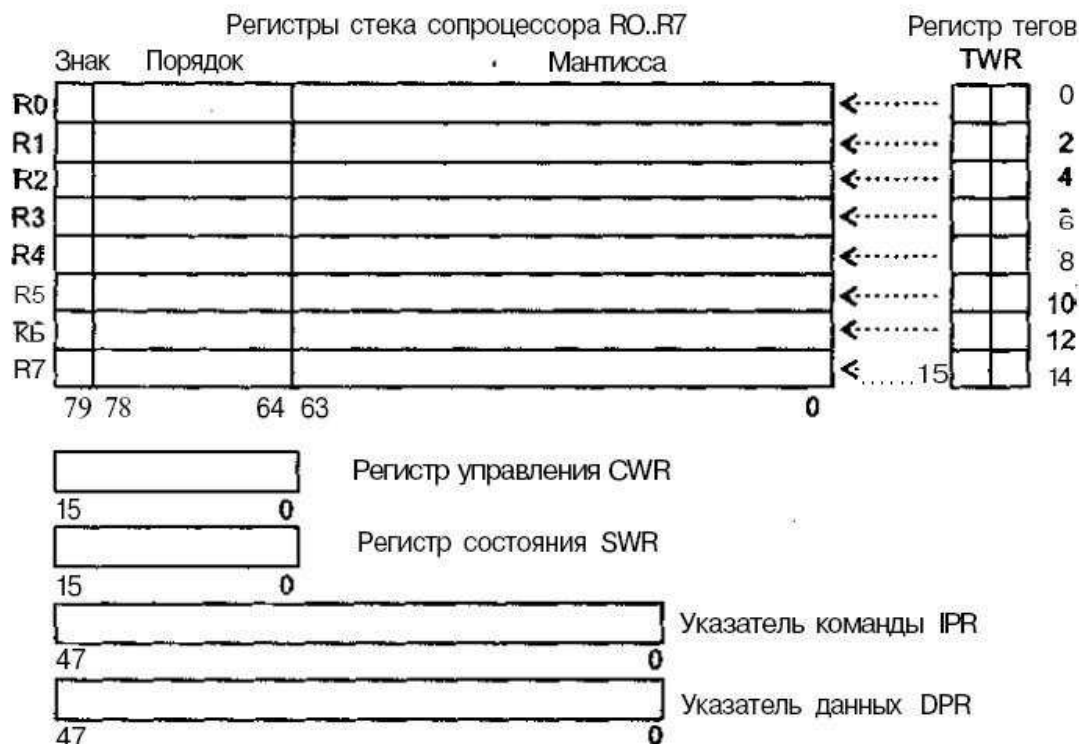 Регистры стека сопроцессора RO..R7 Регистр тегов
Знак Порядок Мантисса TWR
R0 0
R1 2
R2 4
R3 6
R4 8
R5 10
R6 12
R7 15 14
79 78 64 63 0
Регистр управления CWR
15 0
Регистр состояния SWR
15 0
Указатель команды IPR
47 0
Указатель данных DPR
47 0